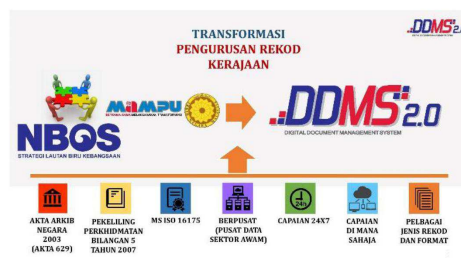 TRANSFORMASI
PENGURUSAN REKOD
KERAJAAN
DDMS 2.0
NBOS
STRATEGI LAUTAN BIRU KEBANGSAAN
MAMPU
DDMS 2.0
DIGITAL DOCUMENT MANAGEMENT SYSTEM
AKTA ARKIB
NEGARA
2003
(AKTA 629)
PEKELILING
PERKHIDMATAN
BILANGAN 5
TAHUN 2007
MS ISO 16175
BERPUSAT
(PUSAT DATA
SEKTOR AWAM)
24h
CAPAIAN 24X7
CAPAIAN
DI MANA
SAHAJA
PELBAGAI
JENIS REKOD
DAN FORMAT